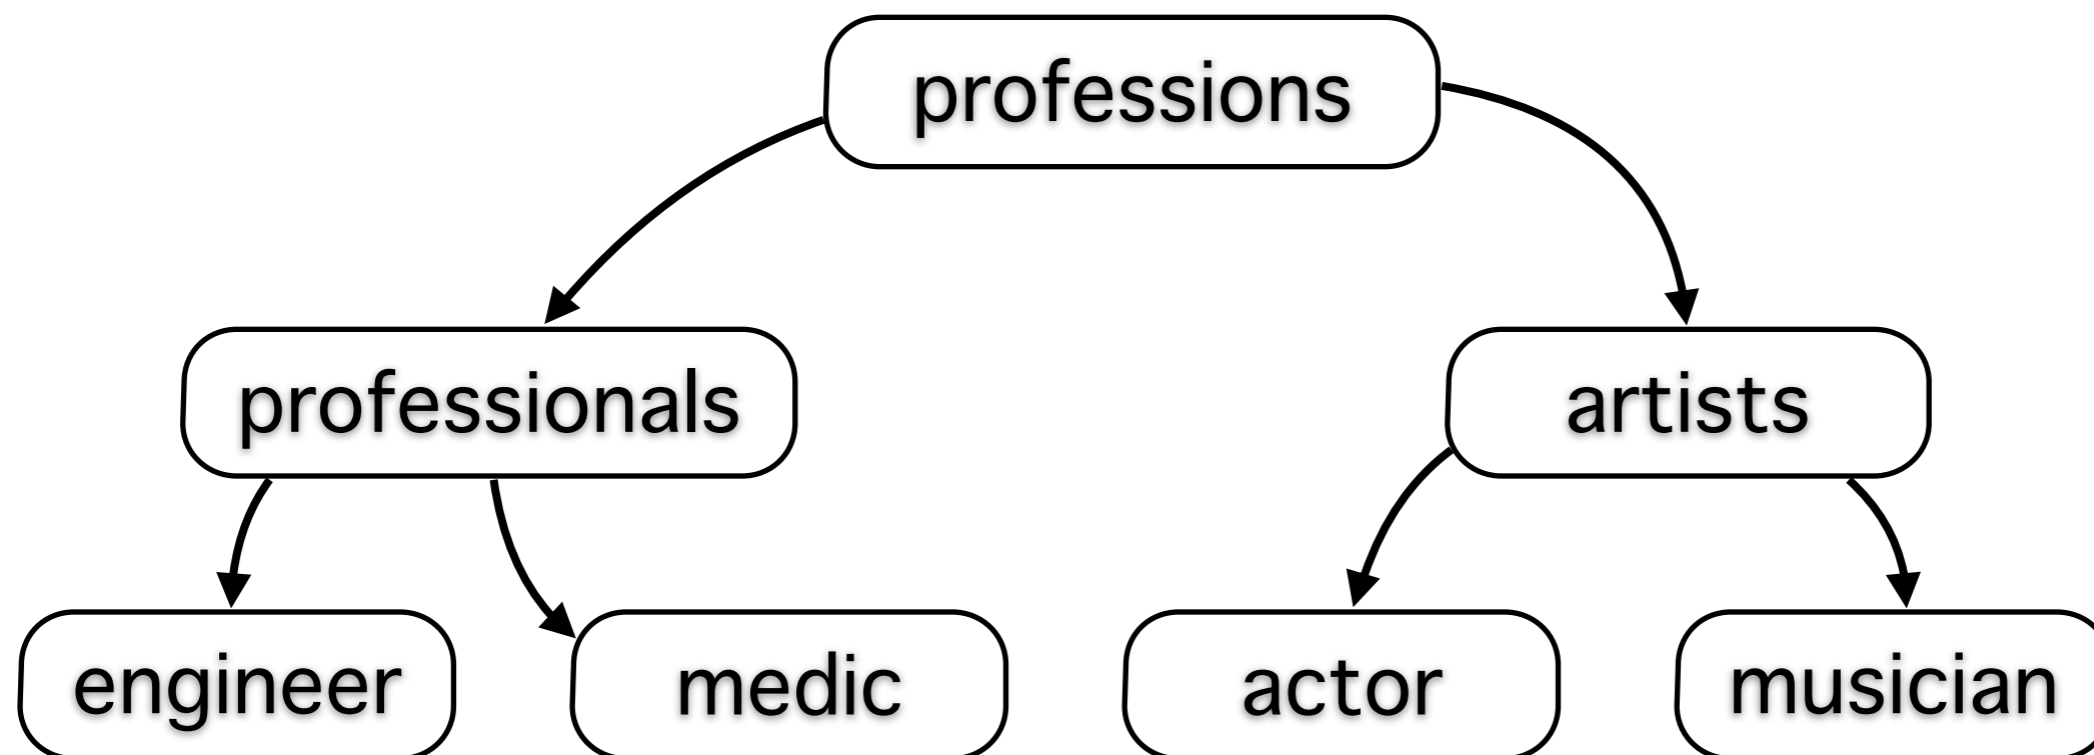 professions
professionals
artists
engineer
medic
actor
musician